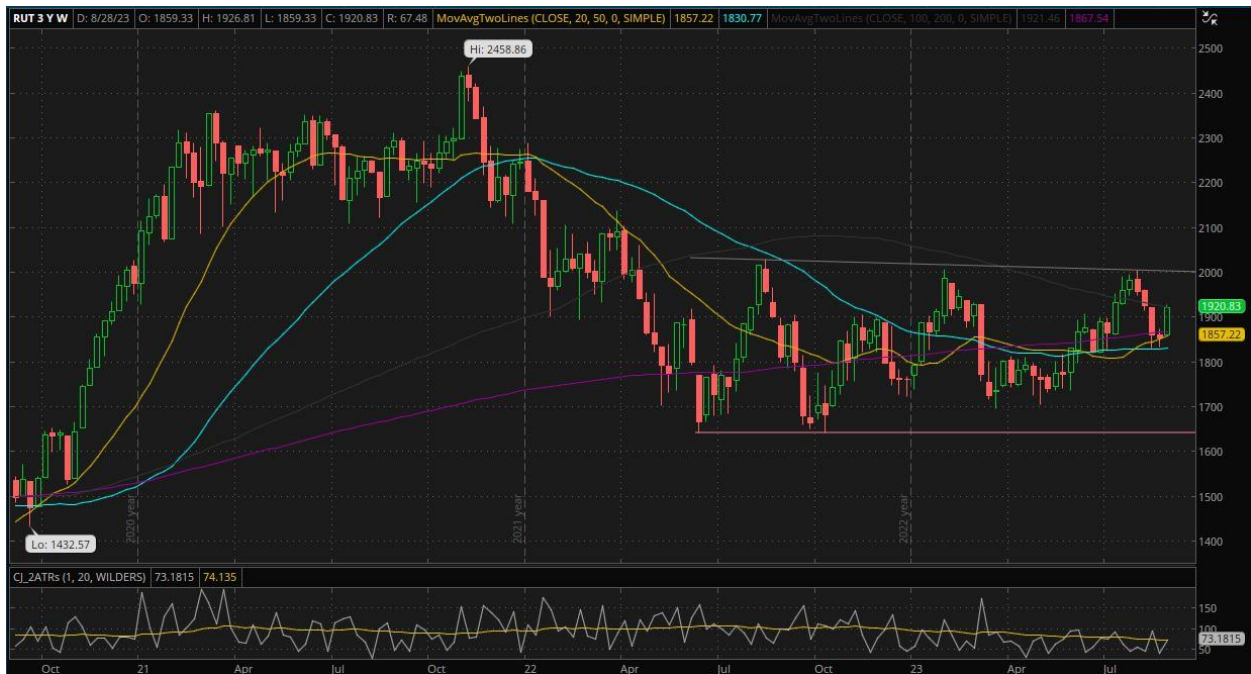 RUT 3 Y W D: 8/28/23 O: 1859.33 H: 1926.81 L: 1859.33 C: 1920.83 R: 67.48 MovAvgTwoLines (CLOSE, 20, 50, 0, SIMPLE) 1857.22 1830.77 MovAvgTwoLines (CLOSE, 100, 200, 0, SIMPLE) 1921.46 1867.54
Hi: 2458.86
2500
2400
2300
2200
2100
2000
1920.83
1900
1857.22
1800
1700
1600
1500
1400
2020 year
2021 year
2022 year
Lo: 1432.57
CJ_2ATRs (1, 20, WILDERS) 73.1815 74.135
150
100
73.1815
50
Oct 21 Apr Jul Oct 22 Apr Jul Oct 23 Apr Jul